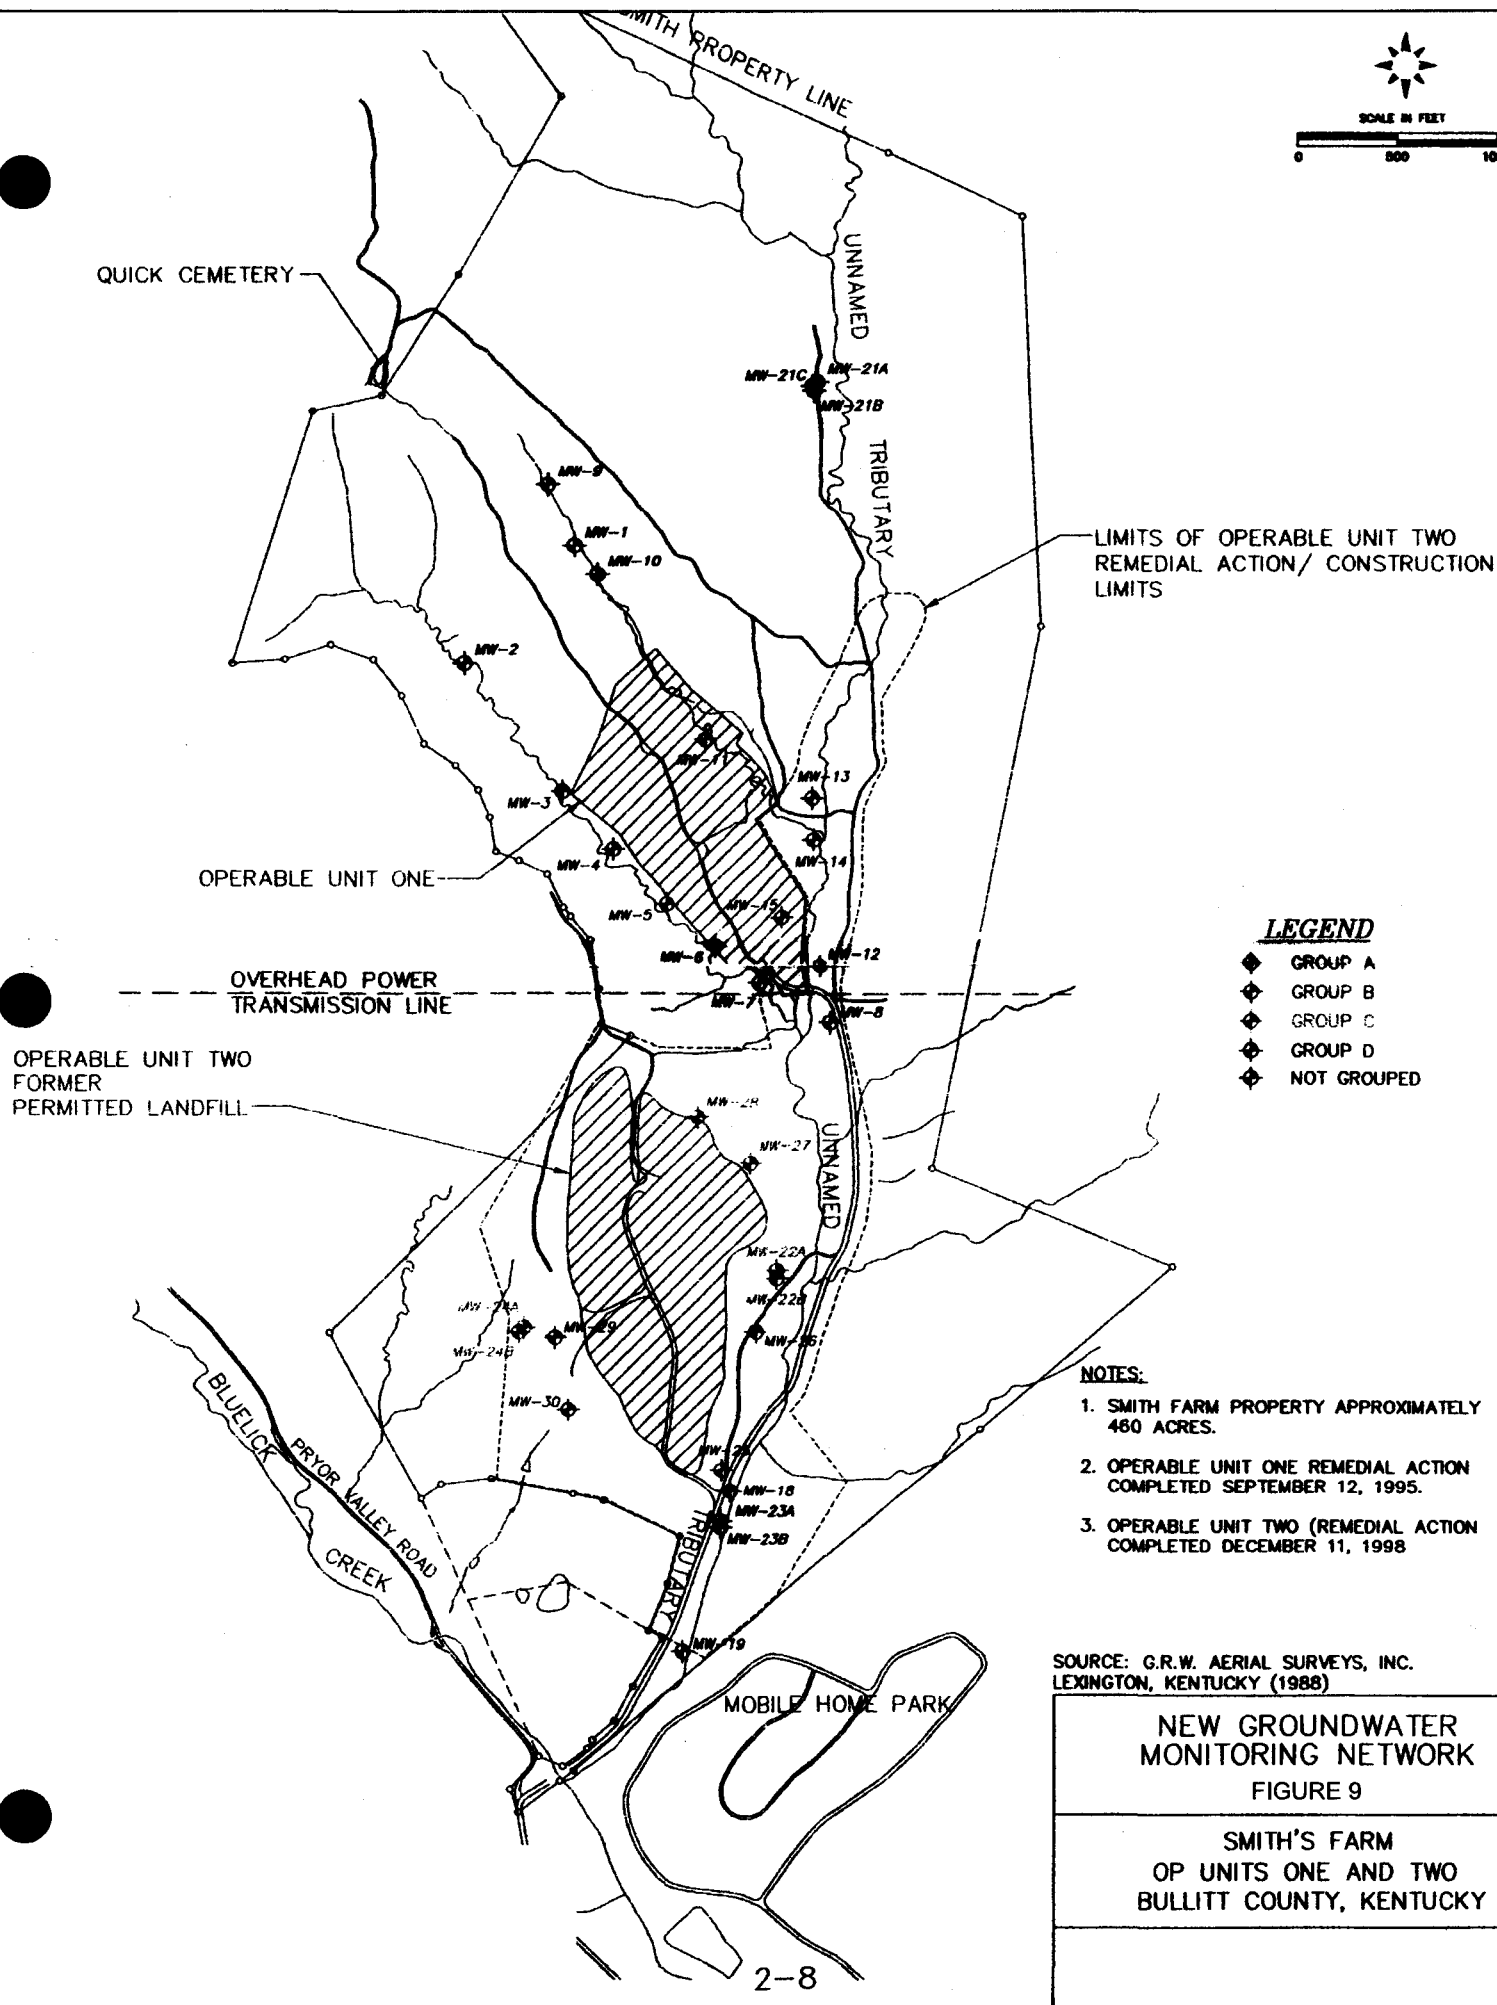 SMITH PROPERTY LINE
SCALE IN FEET
0 500
QUICK CEMETERY
UNNAMED
TRIBUTARY
MW-21C
MW-21A
MW-21B
MW-9
MW-1
MW-10
LIMITS OF OPERABLE UNIT TWO
REMEDIAL ACTION/ CONSTRUCTION
LIMITS
MW-2
MW-11
MW-13
MW-3
MW-14
MW-4
OPERABLE UNIT ONE
MW-5
MW-15
MW-6
MW-12
OVERHEAD POWER
TRANSMISSION LINE
MW-7
MW-8
LEGEND
GROUP A
GROUP B
GROUP C
GROUP D
NOT GROUPED
OPERABLE UNIT TWO
FORMER
PERMITTED LANDFILL
MW-27
UNNAMED
MW-22A
MW-22B
MW-24A
MW-29
MW-24B
MW-30
MW-18
MW-23A
MW-23B
TRIBUTARY
BLUELICK
CREEK
PRYOR VALLEY ROAD
MW-19
MOBILE HOME PARK
NOTES:
1. SMITH FARM PROPERTY APPROXIMATELY
460 ACRES.
2. OPERABLE UNIT ONE REMEDIAL ACTION
COMPLETED SEPTEMBER 12, 1995.
3. OPERABLE UNIT TWO (REMEDIAL ACTION
COMPLETED DECEMBER 11, 1998
SOURCE: G.R.W. AERIAL SURVEYS, INC.
LEXINGTON, KENTUCKY (1988)
NEW GROUNDWATER
MONITORING NETWORK
FIGURE 9
SMITH'S FARM
OP UNITS ONE AND TWO
BULLITT COUNTY, KENTUCKY
2-8